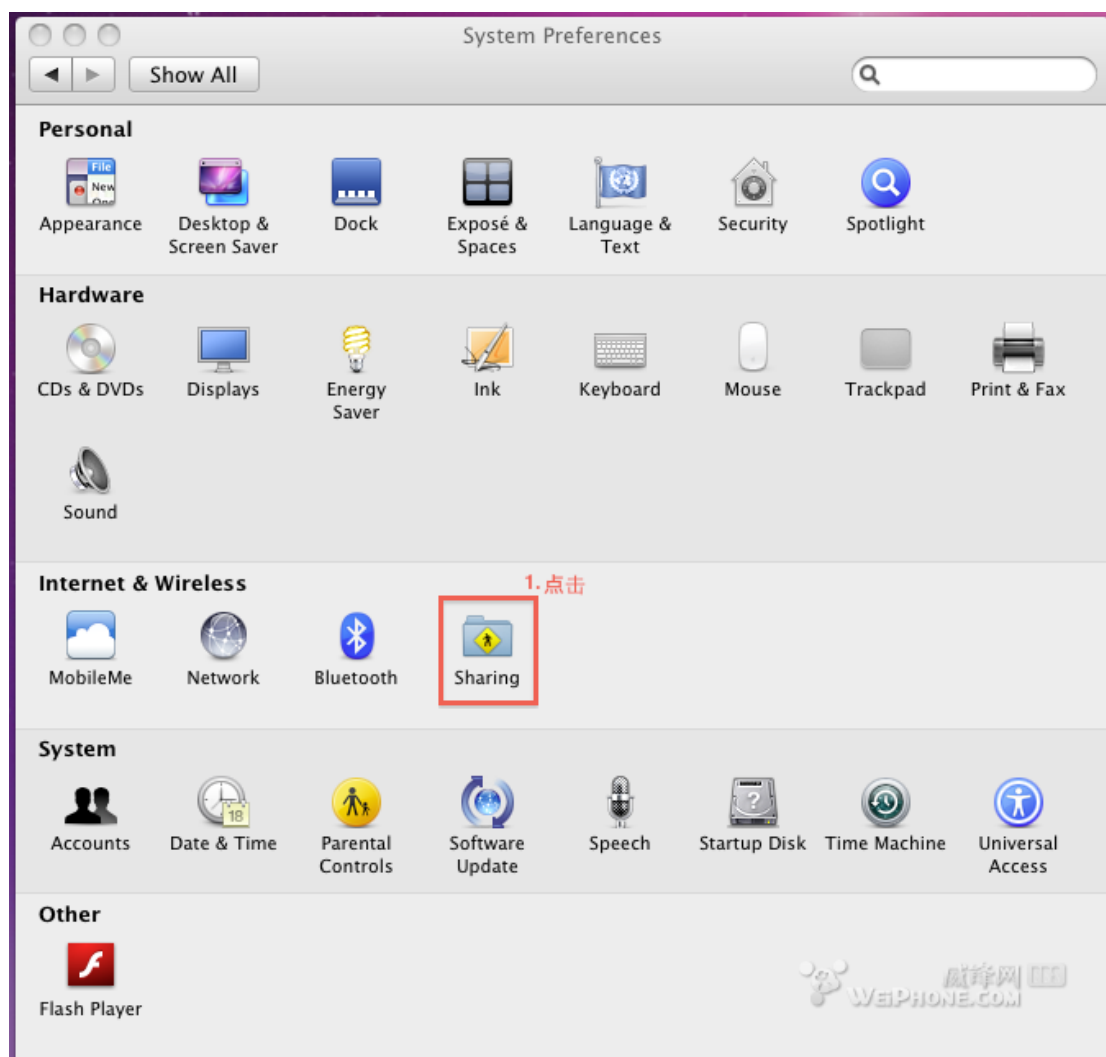 System Preferences
Show All
Personal
Appearance
Desktop &
Screen Saver
Dock
Exposé &
Spaces
Language &
Text
Security
Spotlight
Hardware
CDs & DVDs
Displays
Energy
Saver
Ink
Keyboard
Mouse
Trackpad
Print & Fax
Sound
Internet & Wireless
1.点击
MobileMe
Network
Bluetooth
Sharing
System
Accounts
Date & Time
Parental
Controls
Software
Update
Speech
Startup Disk
Time Machine
Universal
Access
Other
Flash Player
威锋网
WEIPHONE.COM
File
New
18
?